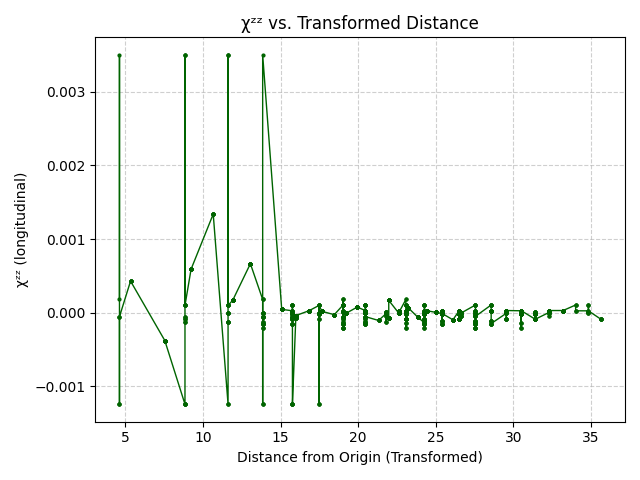 χᶻᶻ vs. Transformed Distance
χᶻᶻ (longitudinal)
0.003
0.002
0.001
0.000
−0.001
5 10 15 20 25 30 35
Distance from Origin (Transformed)